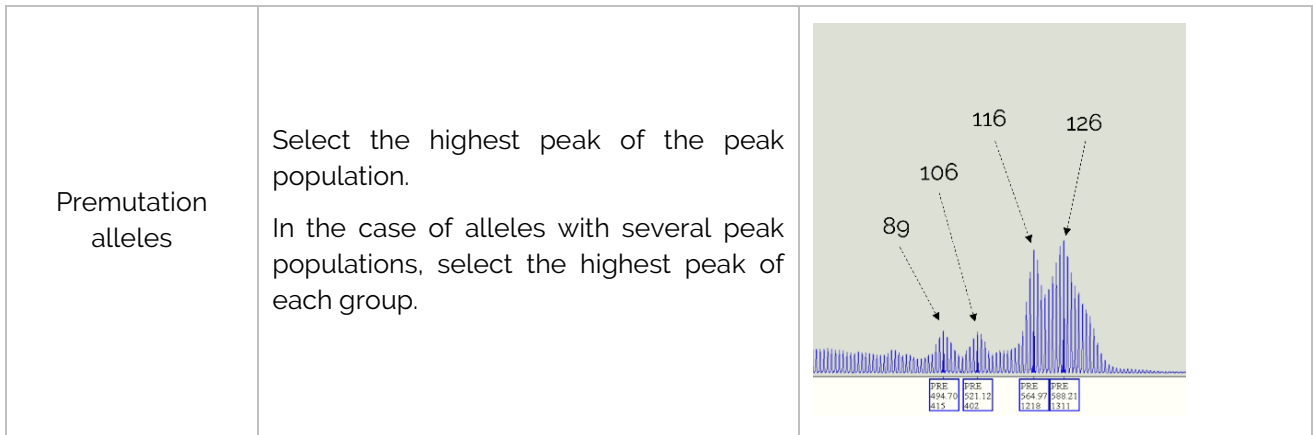 Premutation
alleles
Select the highest peak of the peak
population.
In the case of alleles with several peak
populations, select the highest peak of
each group.
116
126
106
89
PRE
494.70
415
PRE
521.12
402
PRE
564.97
1218
PRE
588.21
1311